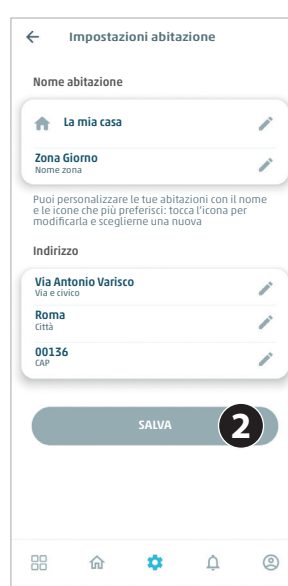 Impostazioni abitazione
Nome abitazione
La mia casa
Zona Giorno
Nome zona
Puoi personalizzare le tue abitazioni con il nome
e le icone che più preferisci: tocca l'icona per
modificarla e sceglierne una nuova
Indirizzo
Via Antonio Varisco
Via e civico
Roma
Città
00136
CAP
SALVA
2